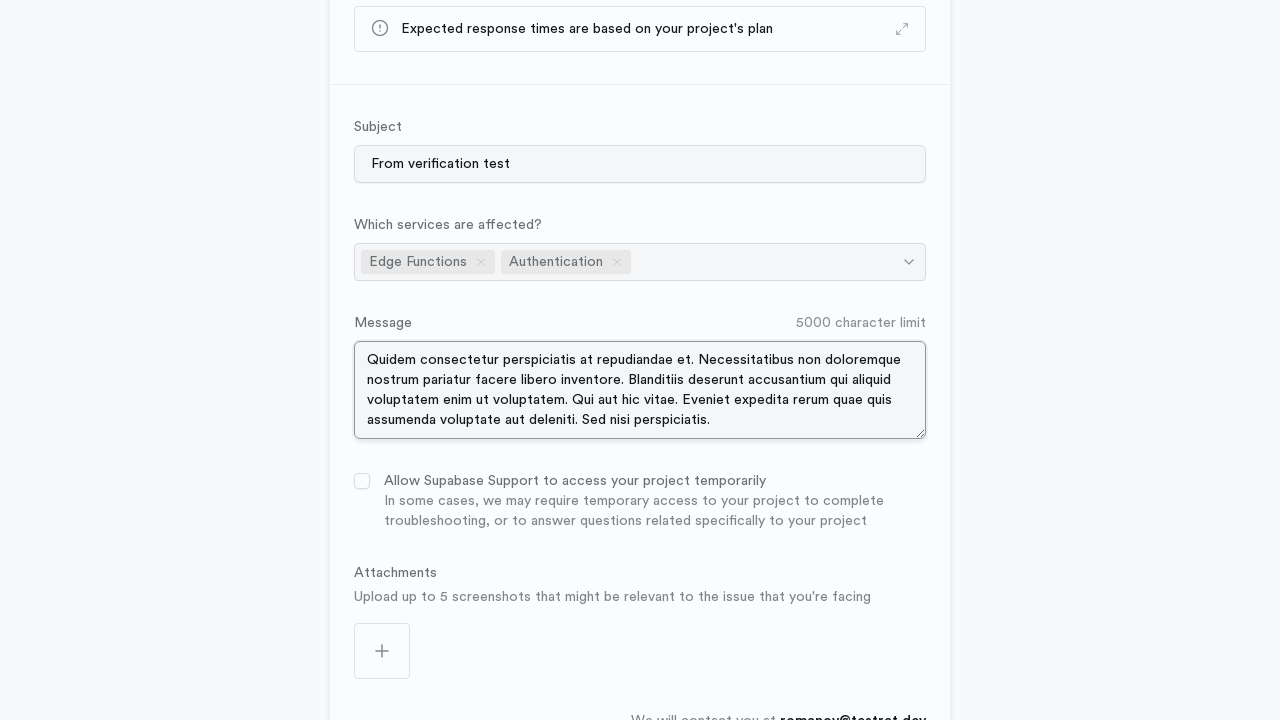 Expected response times are based on your project's plan
Subject
From verification test
Which services are affected?
Edge Functions Authentication
Message 5000 character limit
Quidem consectetur perspiciatis at repudiandae et. Necessitatibus non doloremque
nostrum pariatur facere libero inventore. Blanditiis deserunt accusantium qui aliquid
voluptatem enim ut voluptatem. Qui aut hic vitae. Eveniet expedita rerum quae quis
assumenda voluptate aut deleniti. Sed nisi perspiciatis.
Allow Supabase Support to access your project temporarily
In some cases, we may require temporary access to your project to complete
troubleshooting, or to answer questions related specifically to your project
Attachments
Upload up to 5 screenshots that might be relevant to the issue that you're facing
We will contact you at